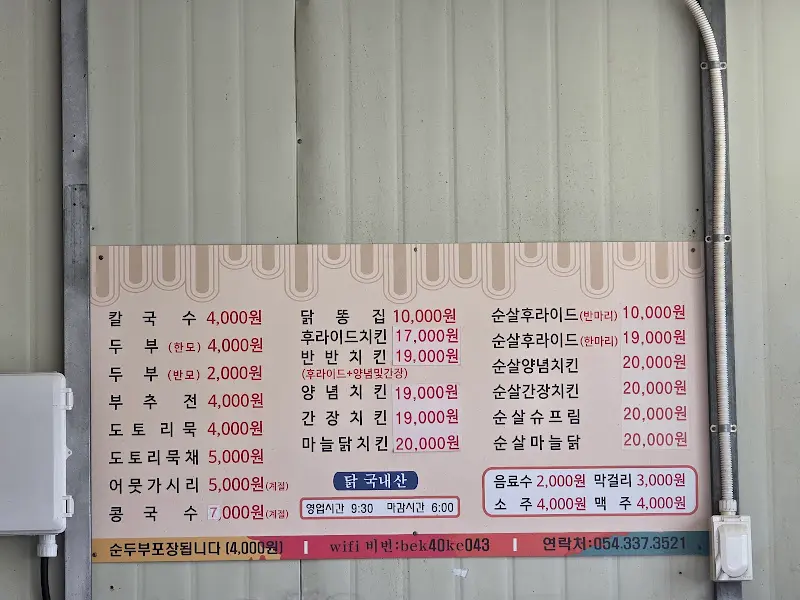 칼국수 4,000원
두부 (한모) 4,000원
두부 (반모) 2,000원
부추전 4,000원
도토리묵 4,000원
도토리묵채 5,000원
어묫가시리 5,000원(계절)
콩국수 7,000원(계절)
닭똥집 10,000원
후라이드치킨 17,000원
반반치킨 19,000원
(후라이드+양념및간장)
양념치킨 19,000원
간장치킨 19,000원
마늘닭치킨 20,000원
닭 국내산
영업시간 9:30 마감시간 6:00
순살후라이드(반마리) 10,000원
순살후라이드(한마리) 19,000원
순살양념치킨 20,000원
순살간장치킨 20,000원
순살슈프림 20,000원
순살마늘닭 20,000원
음료수 2,000원 막걸리 3,000원
소주 4,000원 맥주 4,000원
순두부포장됩니다 (4,000원) | wifi 비번:bek40ke043 | 연락처:054.337.3521